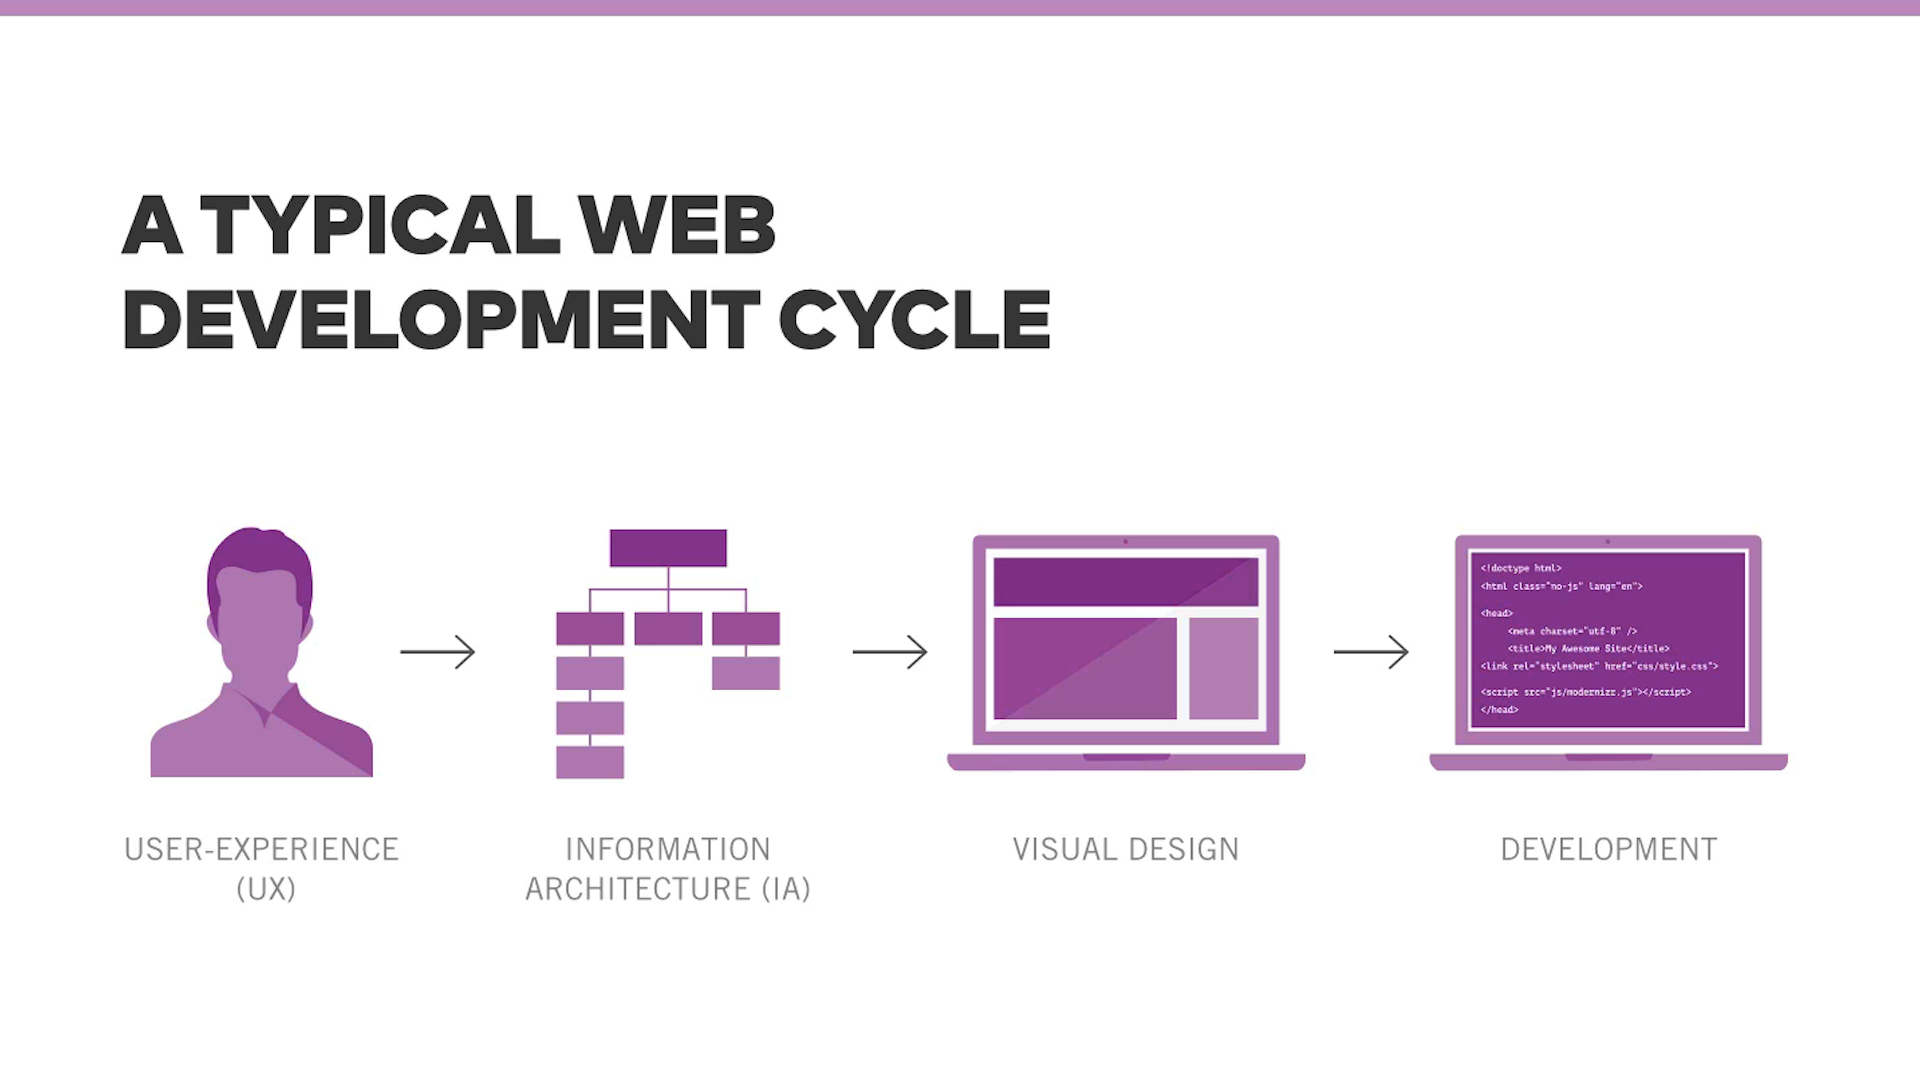 A TYPICAL WEB
DEVELOPMENT CYCLE
USER-EXPERIENCE
(UX)
INFORMATION
ARCHITECTURE (IA)
VISUAL DESIGN
<!doctype html>
<html class="no-js" lang="en">
<head>
<meta charset="utf-8" />
<title>My Awesome Site</title>
<link rel="stylesheet" href="css/style.css">
<script src="js/modernizr.js"></script>
</head>
DEVELOPMENT